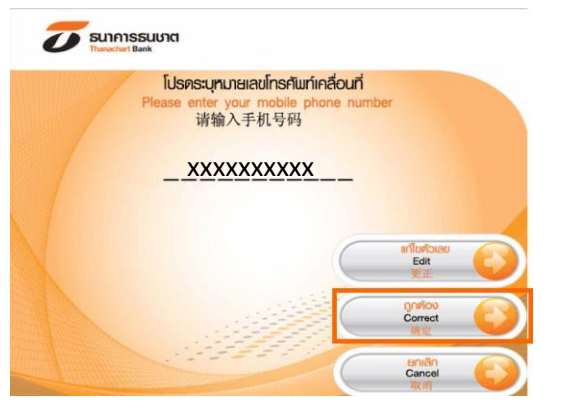 ธนาคารธนชาต
Thanachart Bank
โปรดระบุหมายเลขโทรศัพท์เคลื่อนที่
Please enter your mobile phone number
请输入手机号码
XXXXXXXXXX
แก้ไขตัวเลข
Edit
更正
ถูกต้อง
Correct
确定
ยกเลิก
Cancel
取消